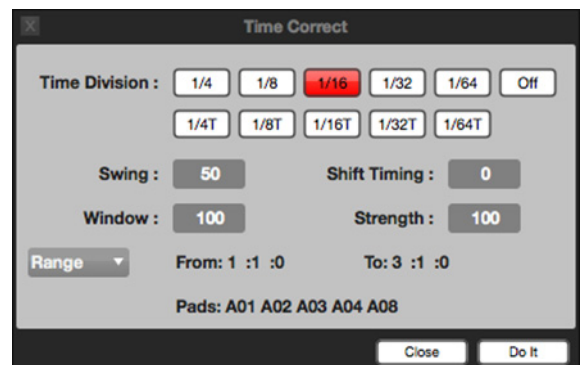 X Time Correct
Time Division : 1/4 1/8 1/16 1/32 1/64 Off
1/4T 1/8T 1/16T 1/32T 1/64T
Swing : 50 Shift Timing : 0
Window : 100 Strength : 100
Range From: 1 :1 :0 To: 3 :1 :0
Pads: A01 A02 A03 A04 A08
Close Do It